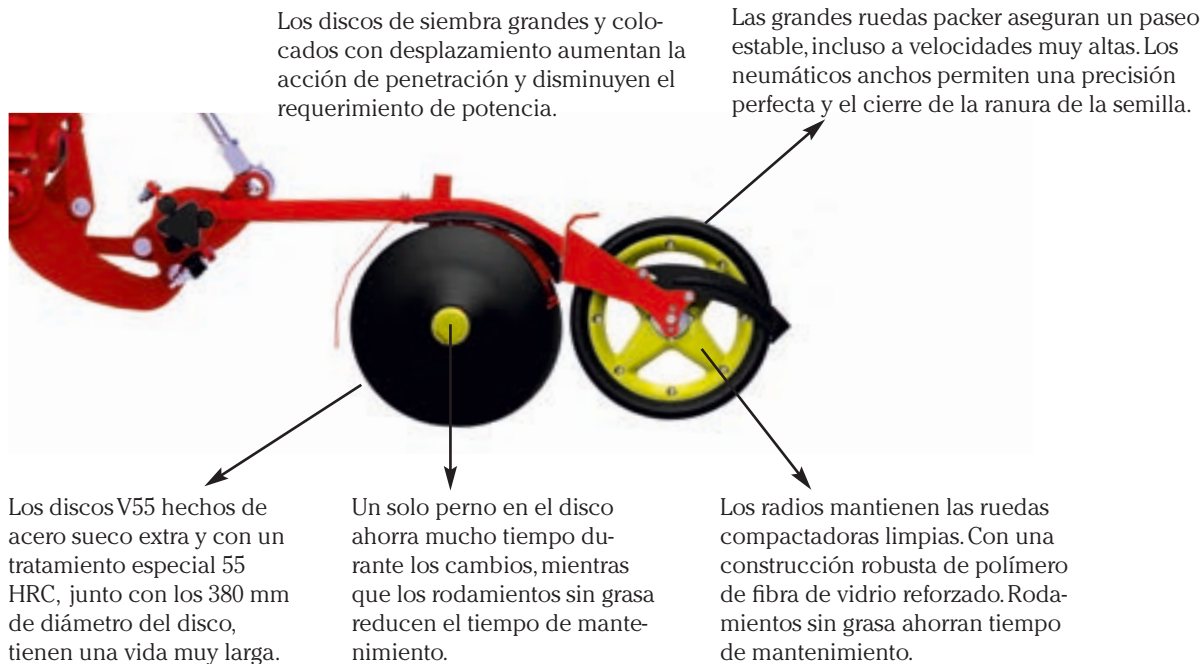 Los discos de siembra grandes y colo-
cados con desplazamiento aumentan la
acción de penetración y disminuyen el
requerimiento de potencia.
Las grandes ruedas packer aseguran un paseo
estable, incluso a velocidades muy altas. Los
neumáticos anchos permiten una precisión
perfecta y el cierre de la ranura de la semilla.
Los discos V55 hechos de
acero sueco extra y con un
tratamiento especial 55
HRC, junto con los 380 mm
de diámetro del disco,
tienen una vida muy larga.
Un solo perno en el disco
ahorra mucho tiempo du-
rante los cambios, mientras
que los rodamientos sin grasa
reducen el tiempo de mante-
nimiento.
Los radios mantienen las ruedas
compactadoras limpias. Con una
construcción robusta de polímero
de fibra de vidrio reforzado. Roda-
mientos sin grasa ahorran tiempo
de mantenimiento.